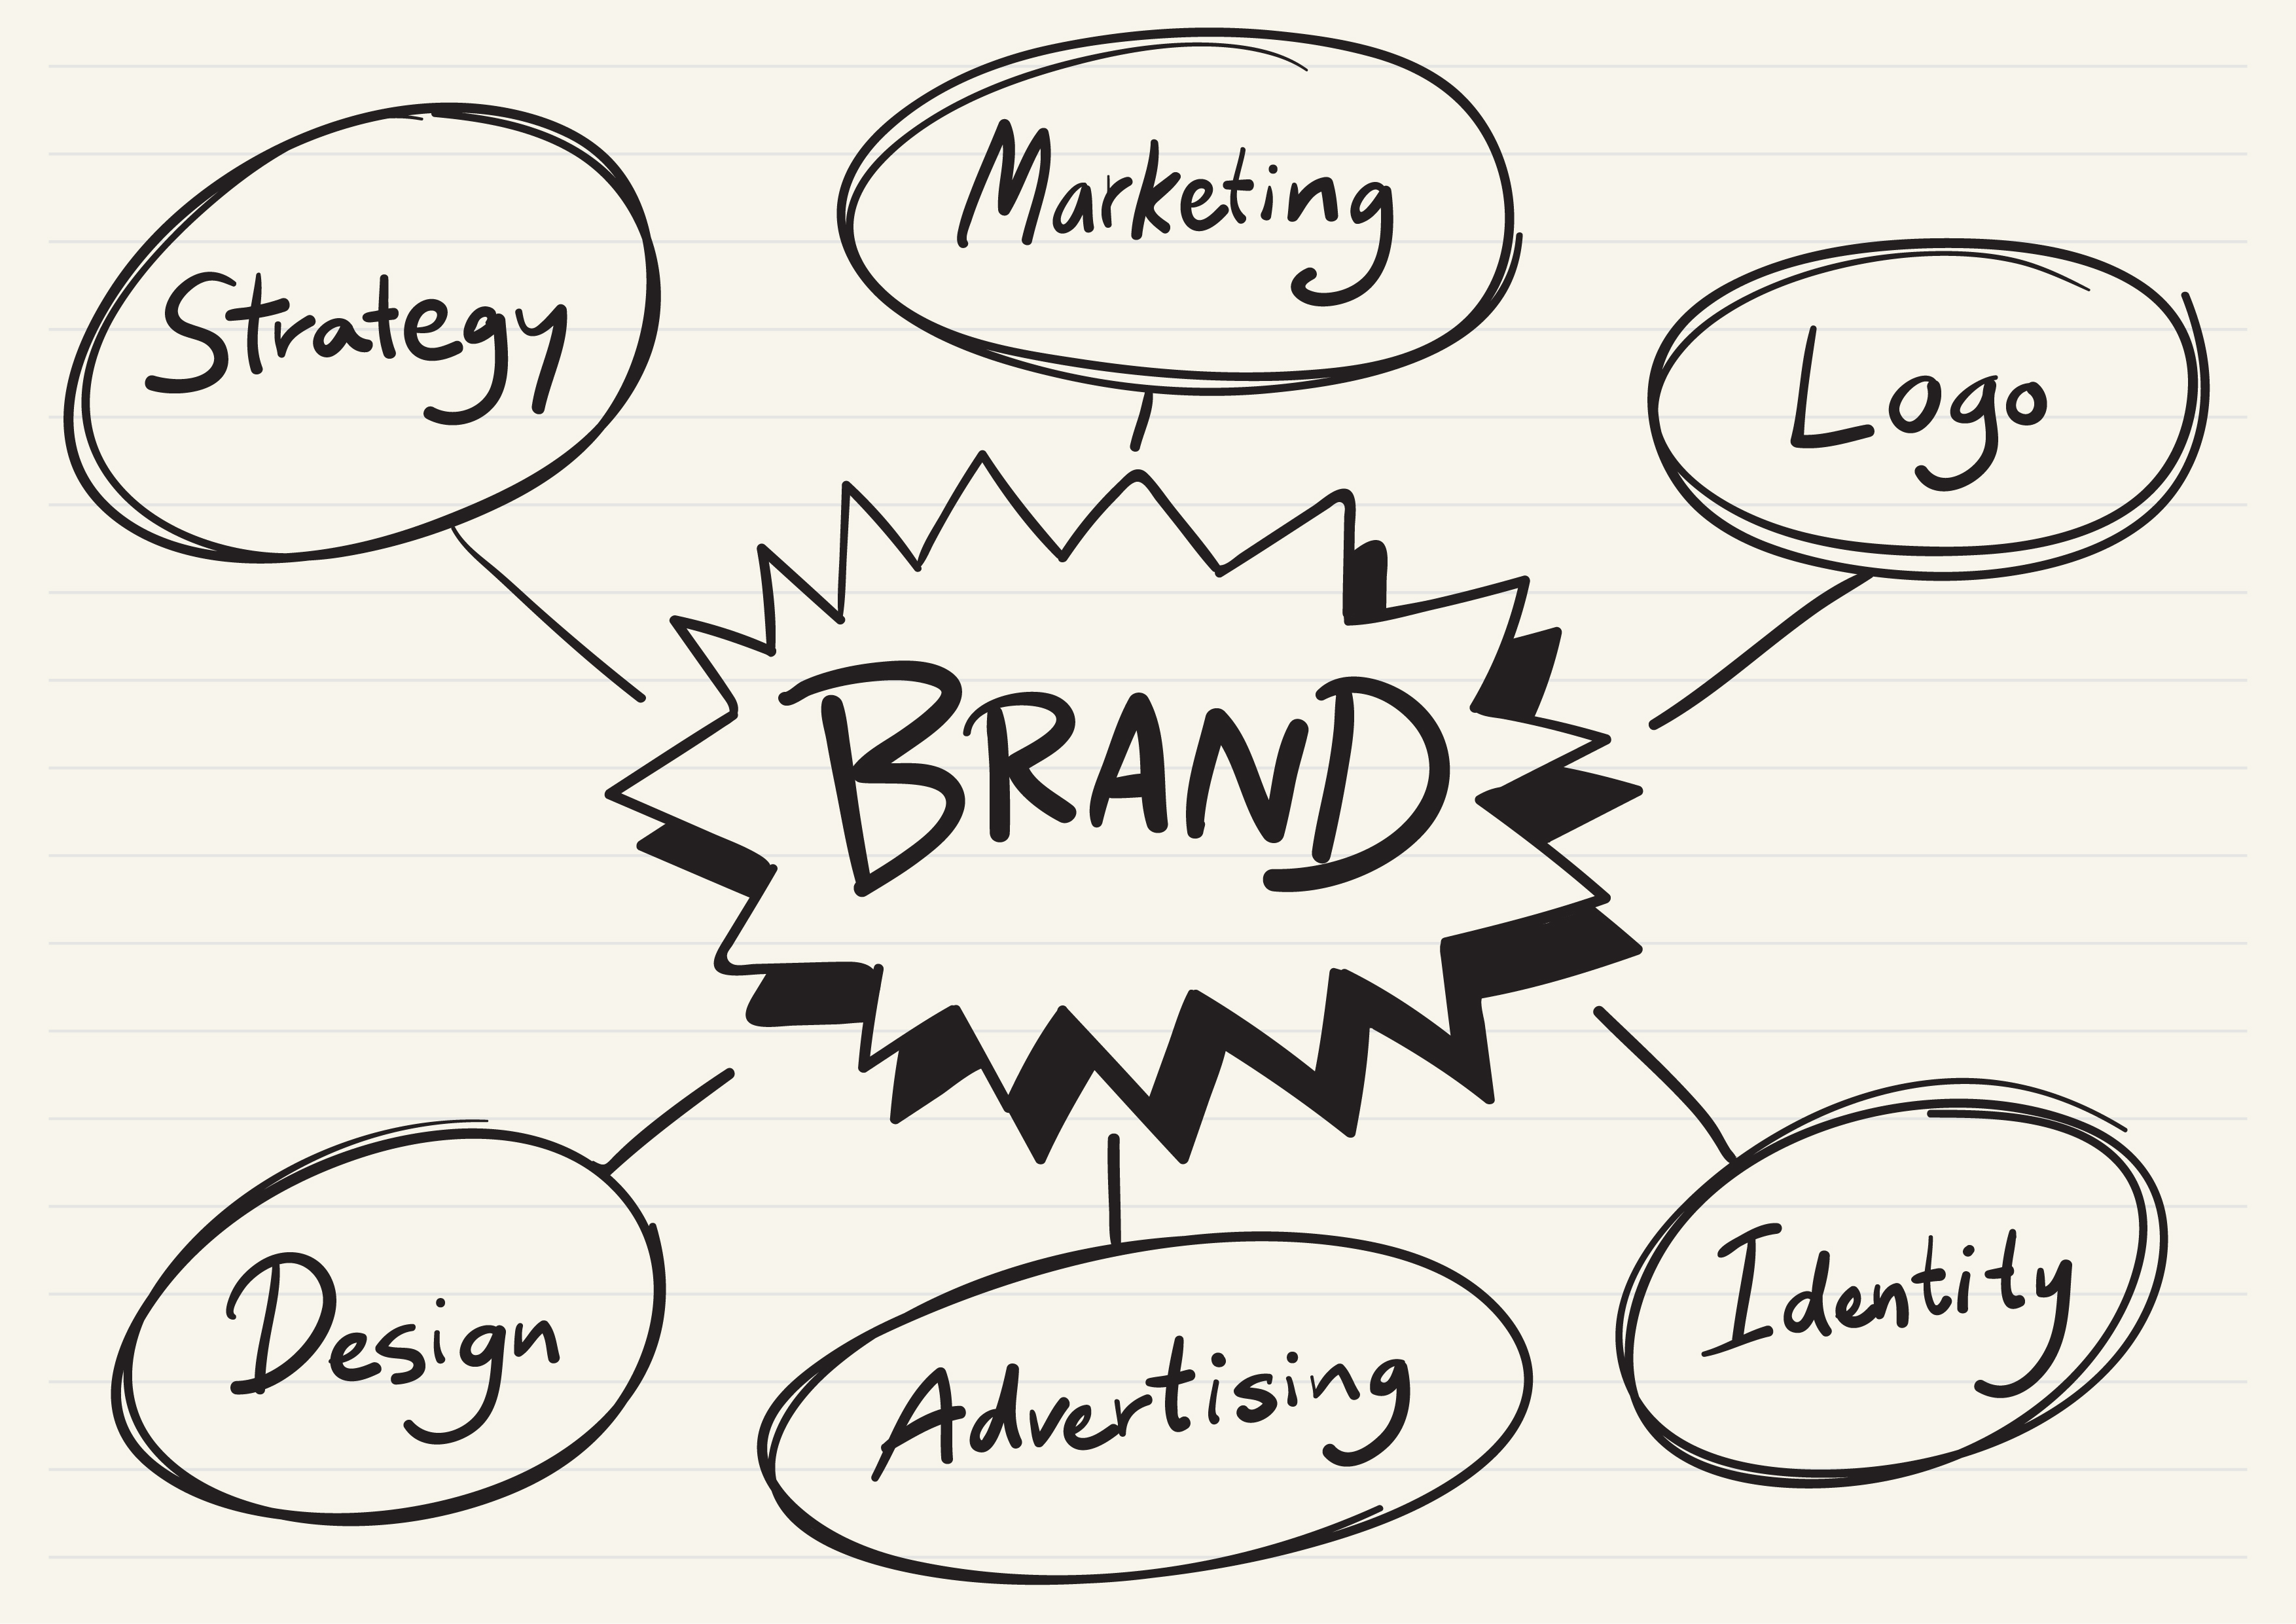 Marketing
Strategy
Logo
BRAND
Design
Advertising
Identity